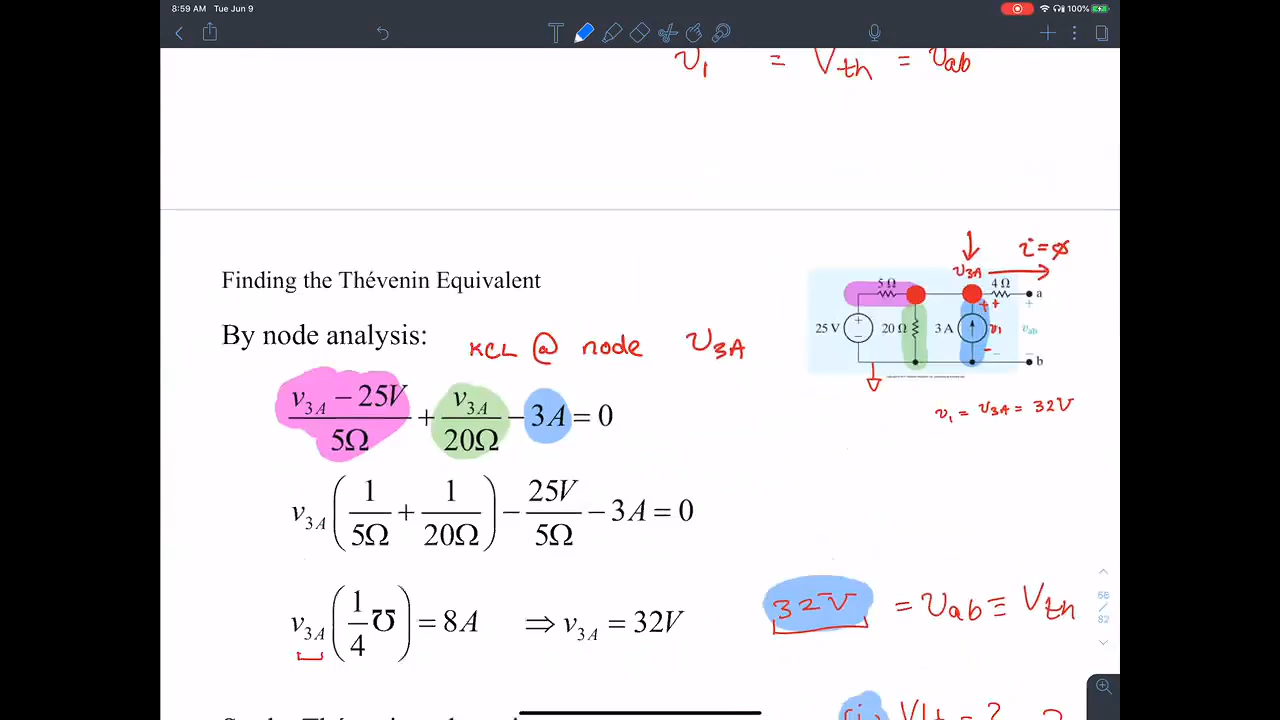 8:59 AM Tue Jun 9
100%
v₁ = Vth = vab
Finding the Thévenin Equivalent
By node analysis:
KCL @ node v3A
(v3A − 25V)/5Ω + v3A/20Ω − 3A = 0
v3A (1/5Ω + 1/20Ω) − 25V/5Ω − 3A = 0
v3A (1/4 ℧) = 8A ⇒ v3A = 32V
32V = vab ≡ Vth
i = ∅
v3A
5 Ω
4 Ω
a
+ + +
25 V
+
−
20 Ω
3 A
v₁
vab
− − −
b
v₁ = v3A = 32V
58
/
82